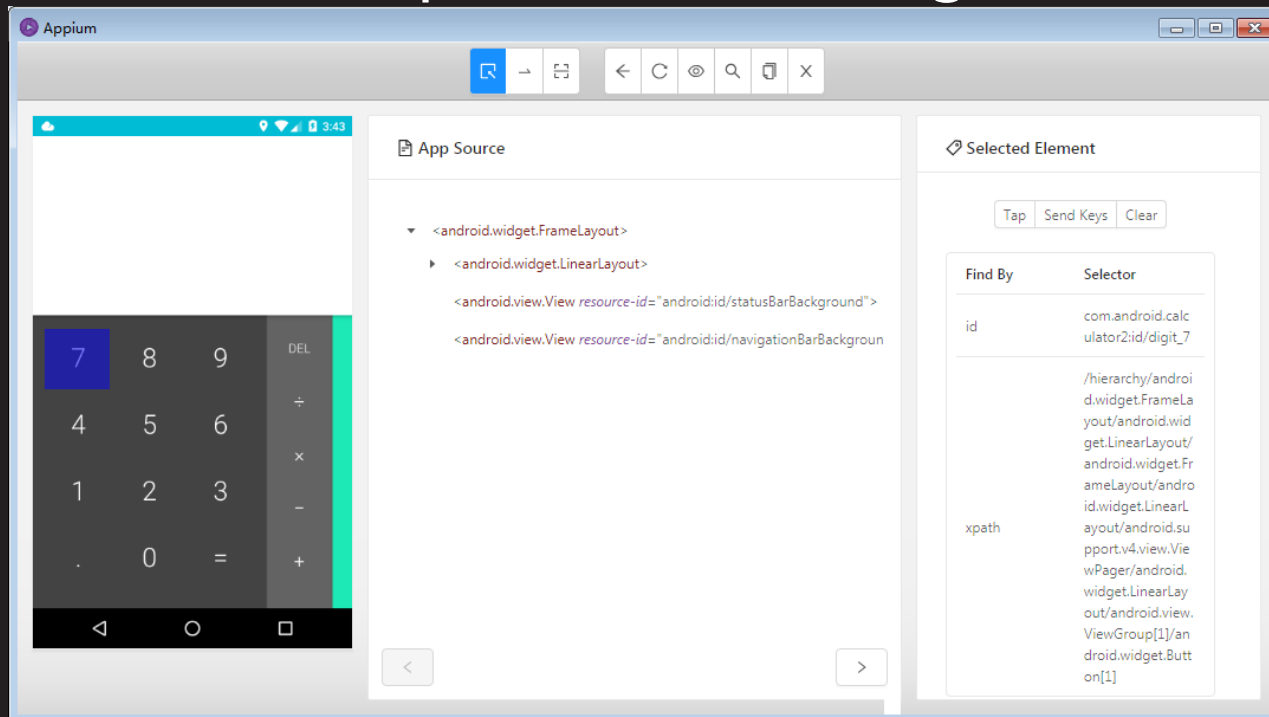 Appium
3:43
7 8 9 DEL
÷
4 5 6
×
1 2 3
−
. 0 = +
App Source
<android.widget.FrameLayout>
<android.widget.LinearLayout>
<android.view.View resource-id="android:id/statusBarBackground">
<android.view.View resource-id="android:id/navigationBarBackgroun
Selected Element
Tap Send Keys Clear
Find By Selector
id
com.android.calc
ulator2:id/digit_7
xpath
/hierarchy/androi
d.widget.FrameLa
yout/android.wid
get.LinearLayout/
android.widget.Fr
ameLayout/andro
id.widget.LinearL
ayout/android.su
pport.v4.view.Vie
wPager/android.
widget.LinearLay
out/android.view.
ViewGroup[1]/an
droid.widget.Butt
on[1]